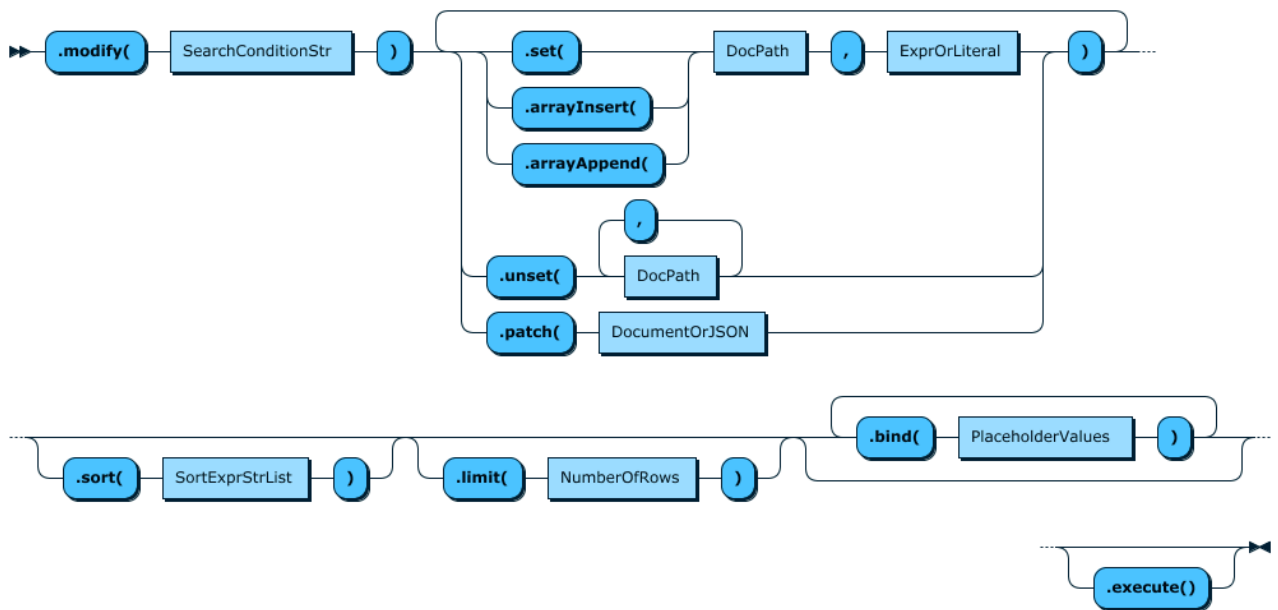 .modify( SearchConditionStr ) .set( DocPath , ExprOrLiteral )
.arrayInsert(
.arrayAppend(
,
.unset( DocPath
.patch( DocumentOrJSON
.bind( PlaceholderValues )
.sort( SortExprStrList ) .limit( NumberOfRows )
.execute()